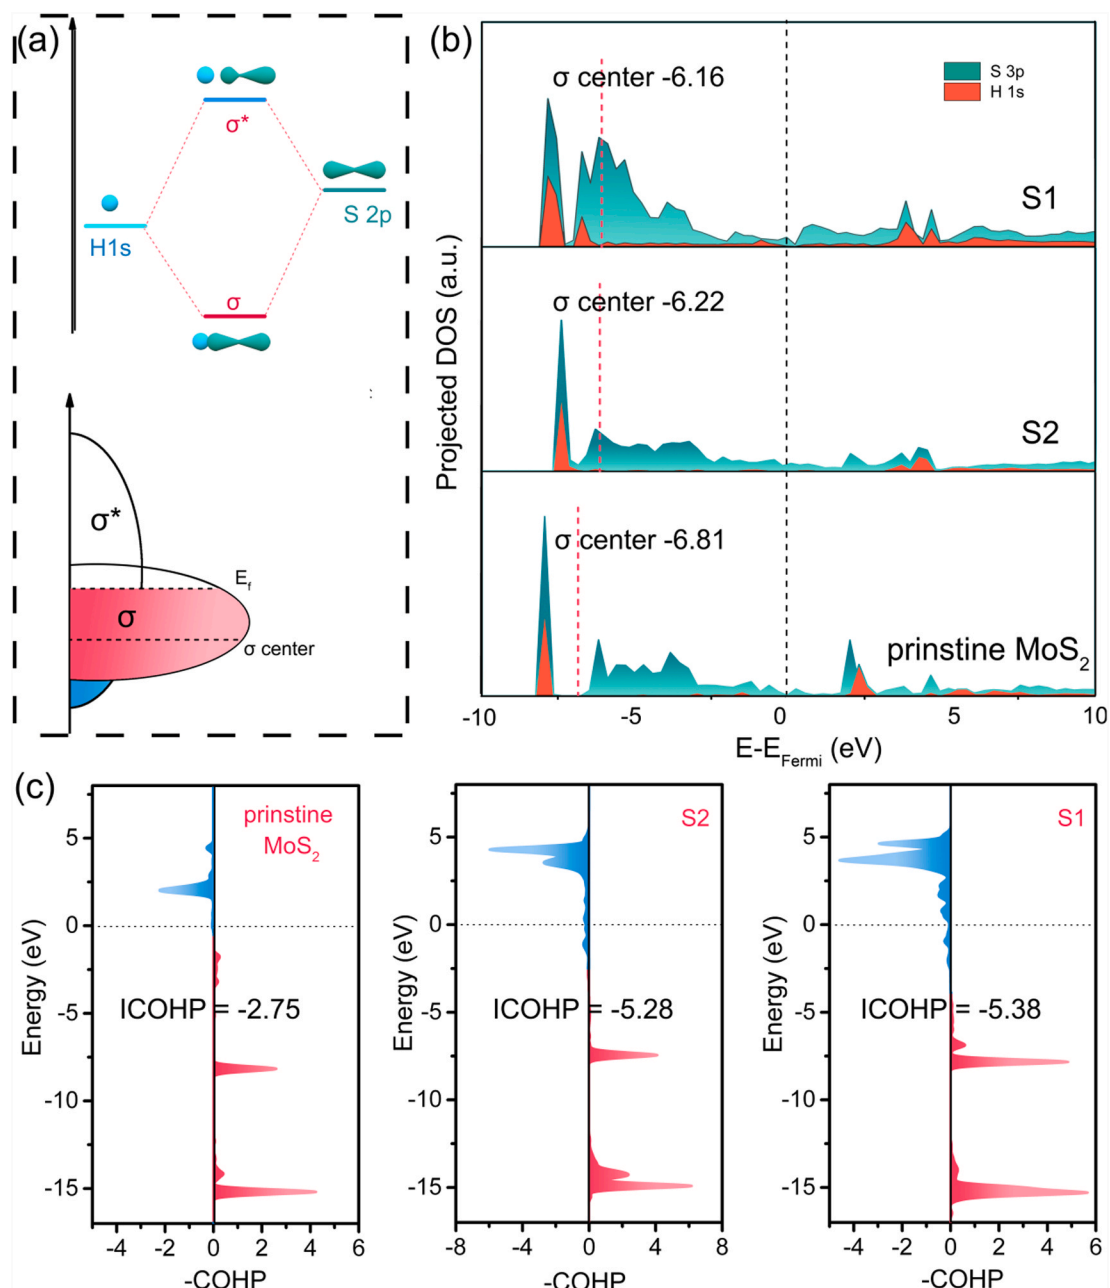 (a)
σ*
H1s
S 2p
σ
:
σ*
E_f
σ
σ center
(b)
σ center -6.16
S 3p
H 1s
S1
σ center -6.22
S2
σ center -6.81
prinstine MoS₂
Projected DOS (a.u.)
-10 -5 0 5 10
E-E_Fermi (eV)
(c)
prinstine
MoS₂
ICOHP = -2.75
Energy (eV)
5
0
-5
-10
-15
-4 -2 0 2 4 6
-COHP
S2
ICOHP = -5.28
Energy (eV)
5
0
-5
-10
-15
-8 -4 0 4 8
-COHP
S1
ICOHP = -5.38
Energy (eV)
5
0
-5
-10
-15
-4 -2 0 2 4 6
-COHP